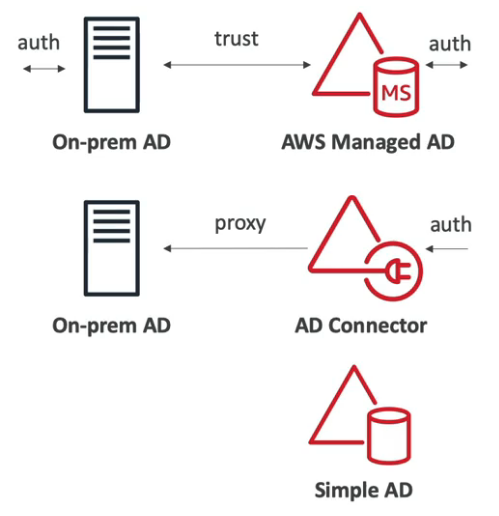 auth
trust
auth
MS
On-prem AD
AWS Managed AD
proxy
auth
On-prem AD
AD Connector
Simple AD